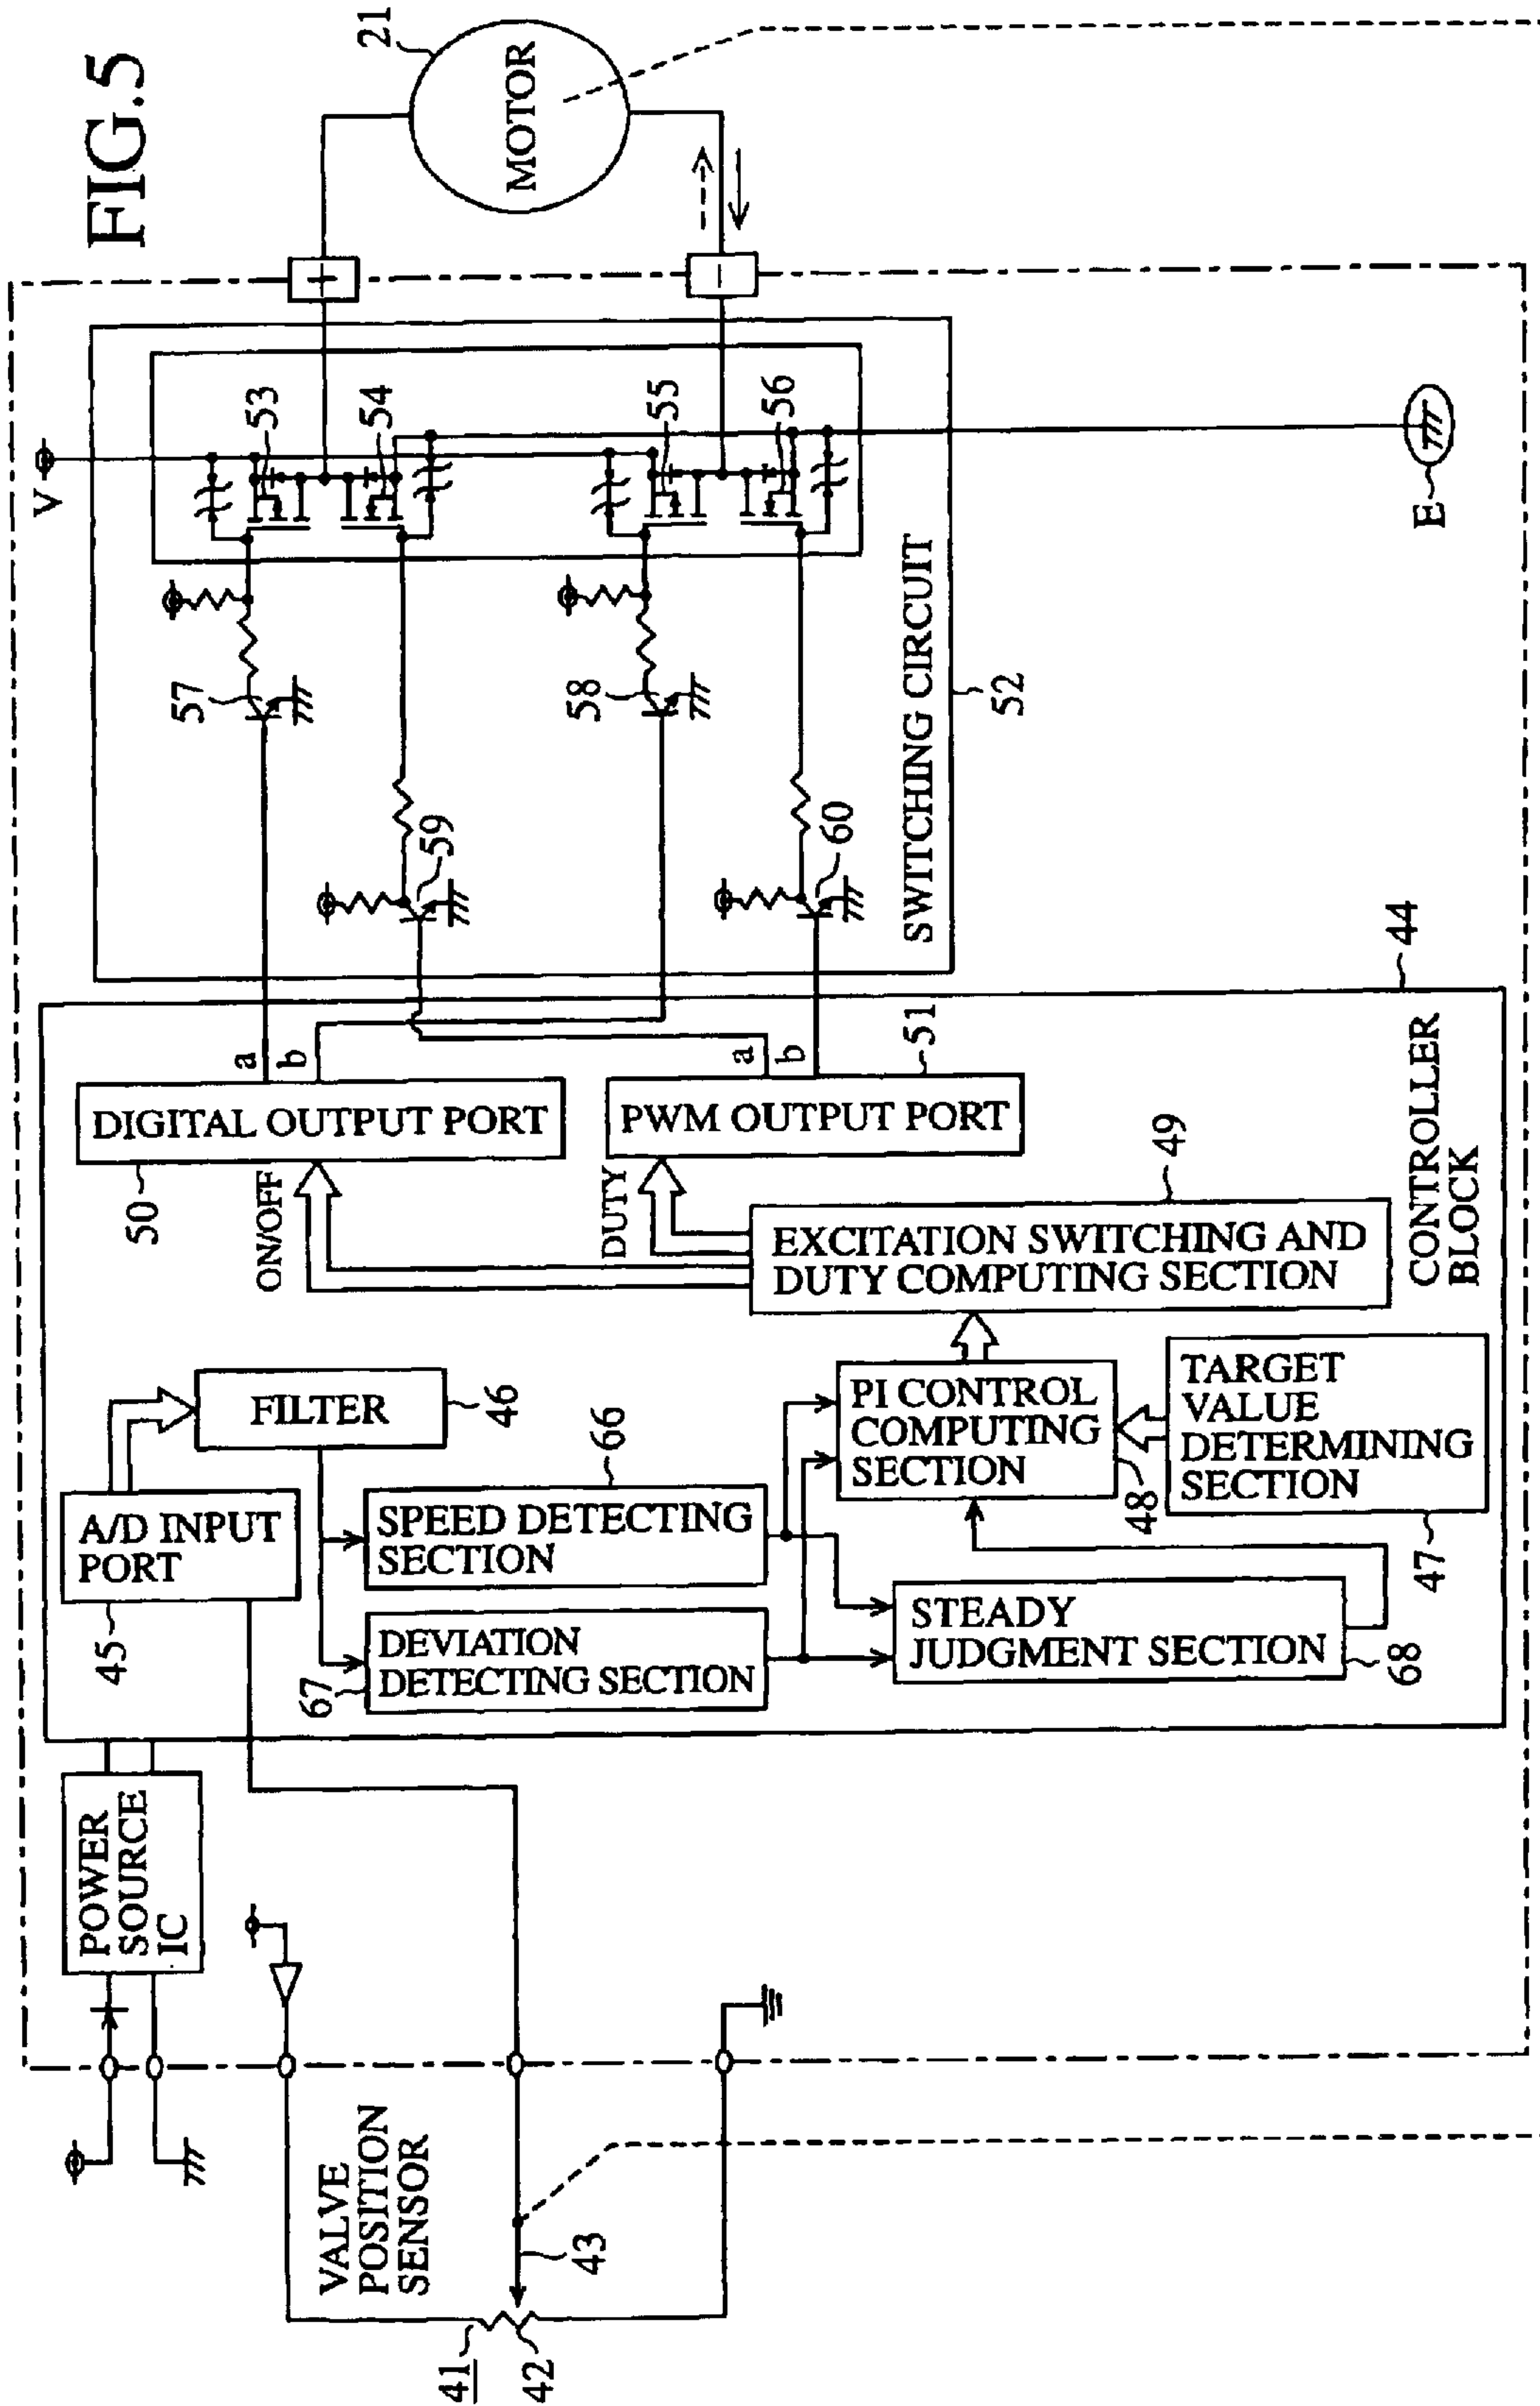 FIG.5
V
53
54
55
56
57
58
59
60
SWITCHING CIRCUIT
52
+
−
MOTOR
21
E
POWER
SOURCE
IC
A/D INPUT
PORT
45
FILTER
46
SPEED DETECTING
SECTION
66
DEVIATION
DETECTING SECTION
67
STEADY
JUDGMENT SECTION
68
PI CONTROL
COMPUTING
SECTION
48
TARGET
VALUE
DETERMINING
SECTION
47
EXCITATION SWITCHING AND
DUTY COMPUTING SECTION
49
ON/OFF
DUTY
DIGITAL OUTPUT PORT
50
a
b
PWM OUTPUT PORT
51
a
b
CONTROLLER
BLOCK
44
VALVE
POSITION
SENSOR
41
42
43